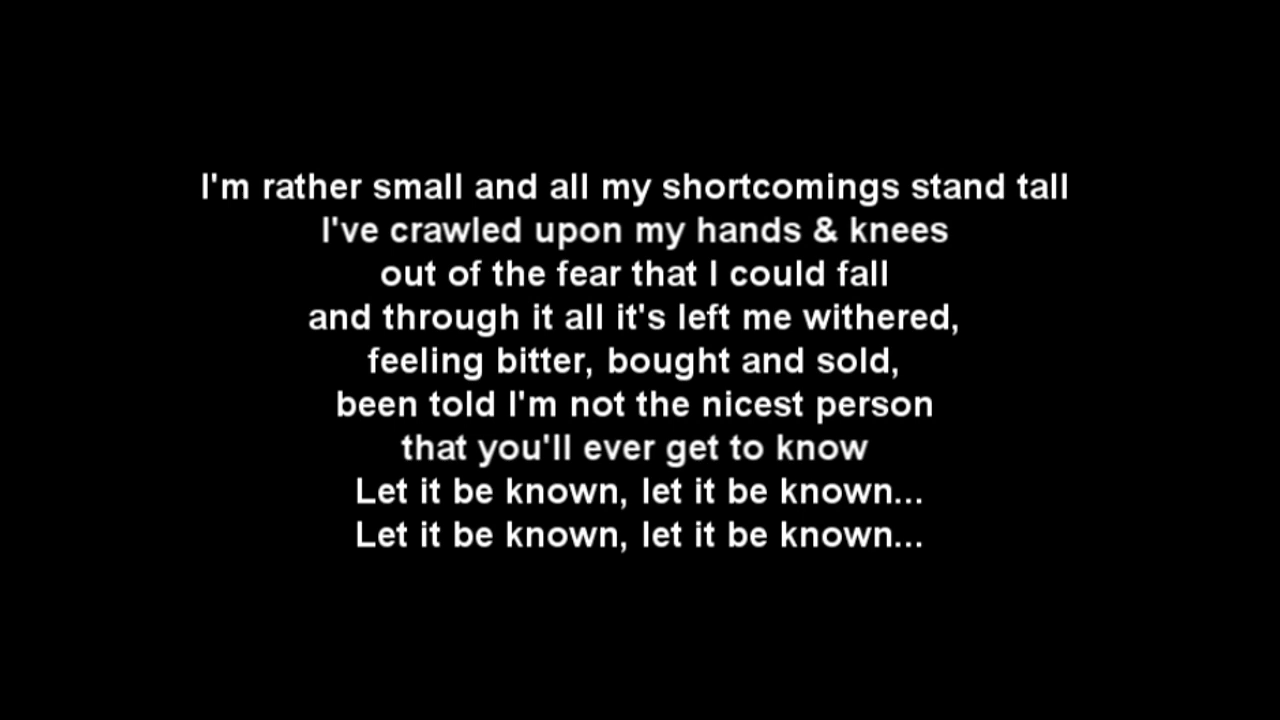 I'm rather small and all my shortcomings stand tall
I've crawled upon my hands & knees
out of the fear that I could fall
and through it all it's left me withered,
feeling bitter, bought and sold,
been told I'm not the nicest person
that you'll ever get to know
Let it be known, let it be known...
Let it be known, let it be known...